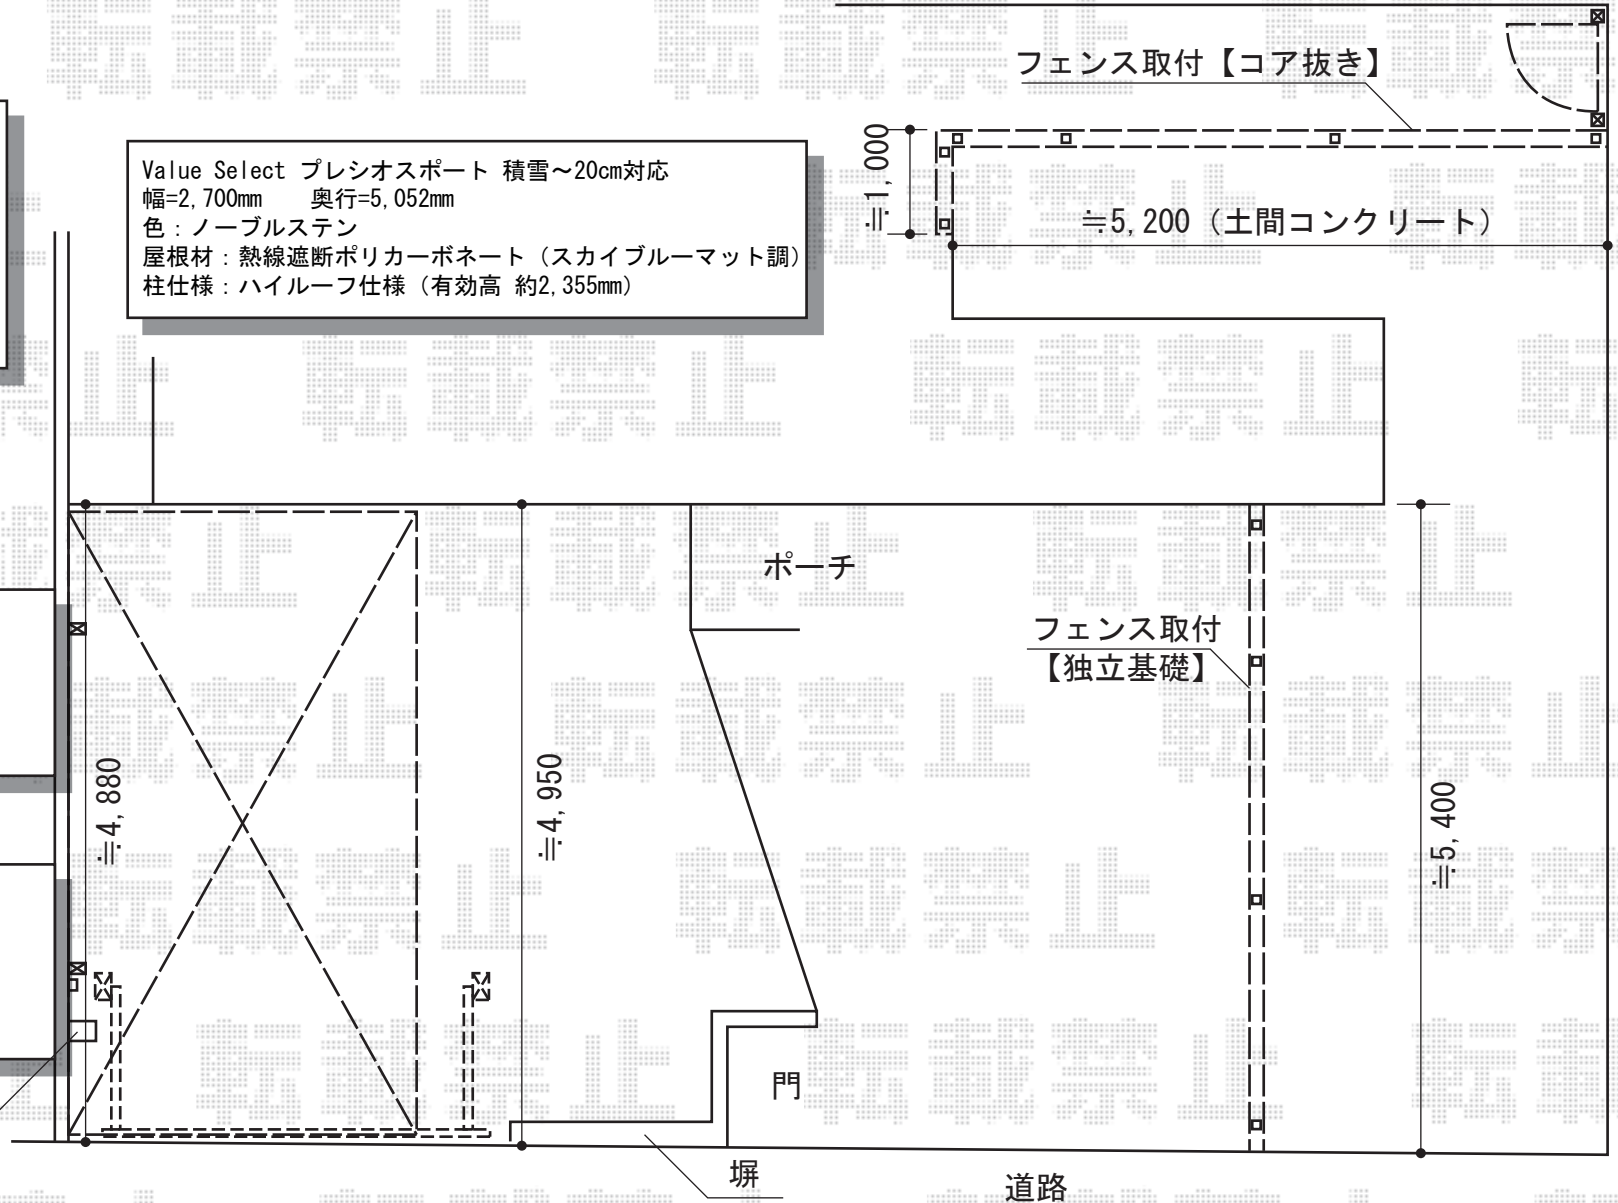 フェンス取付【コア抜き】
Value Select プレシオスポート 積雪～20cm対応
幅=2,700mm　奥行=5,052mm
色：ノーブルステン
屋根材：熱線遮断ポリカーボネート（スカイブルーマット調）
柱仕様：ハイルーフ仕様（有効高 約2,355mm）
≒1,000
≒5,200（土間コンクリート）
ポーチ
フェンス取付
【独立基礎】
≒4,880
≒4,950
≒5,400
門
塀
道路
転載禁止